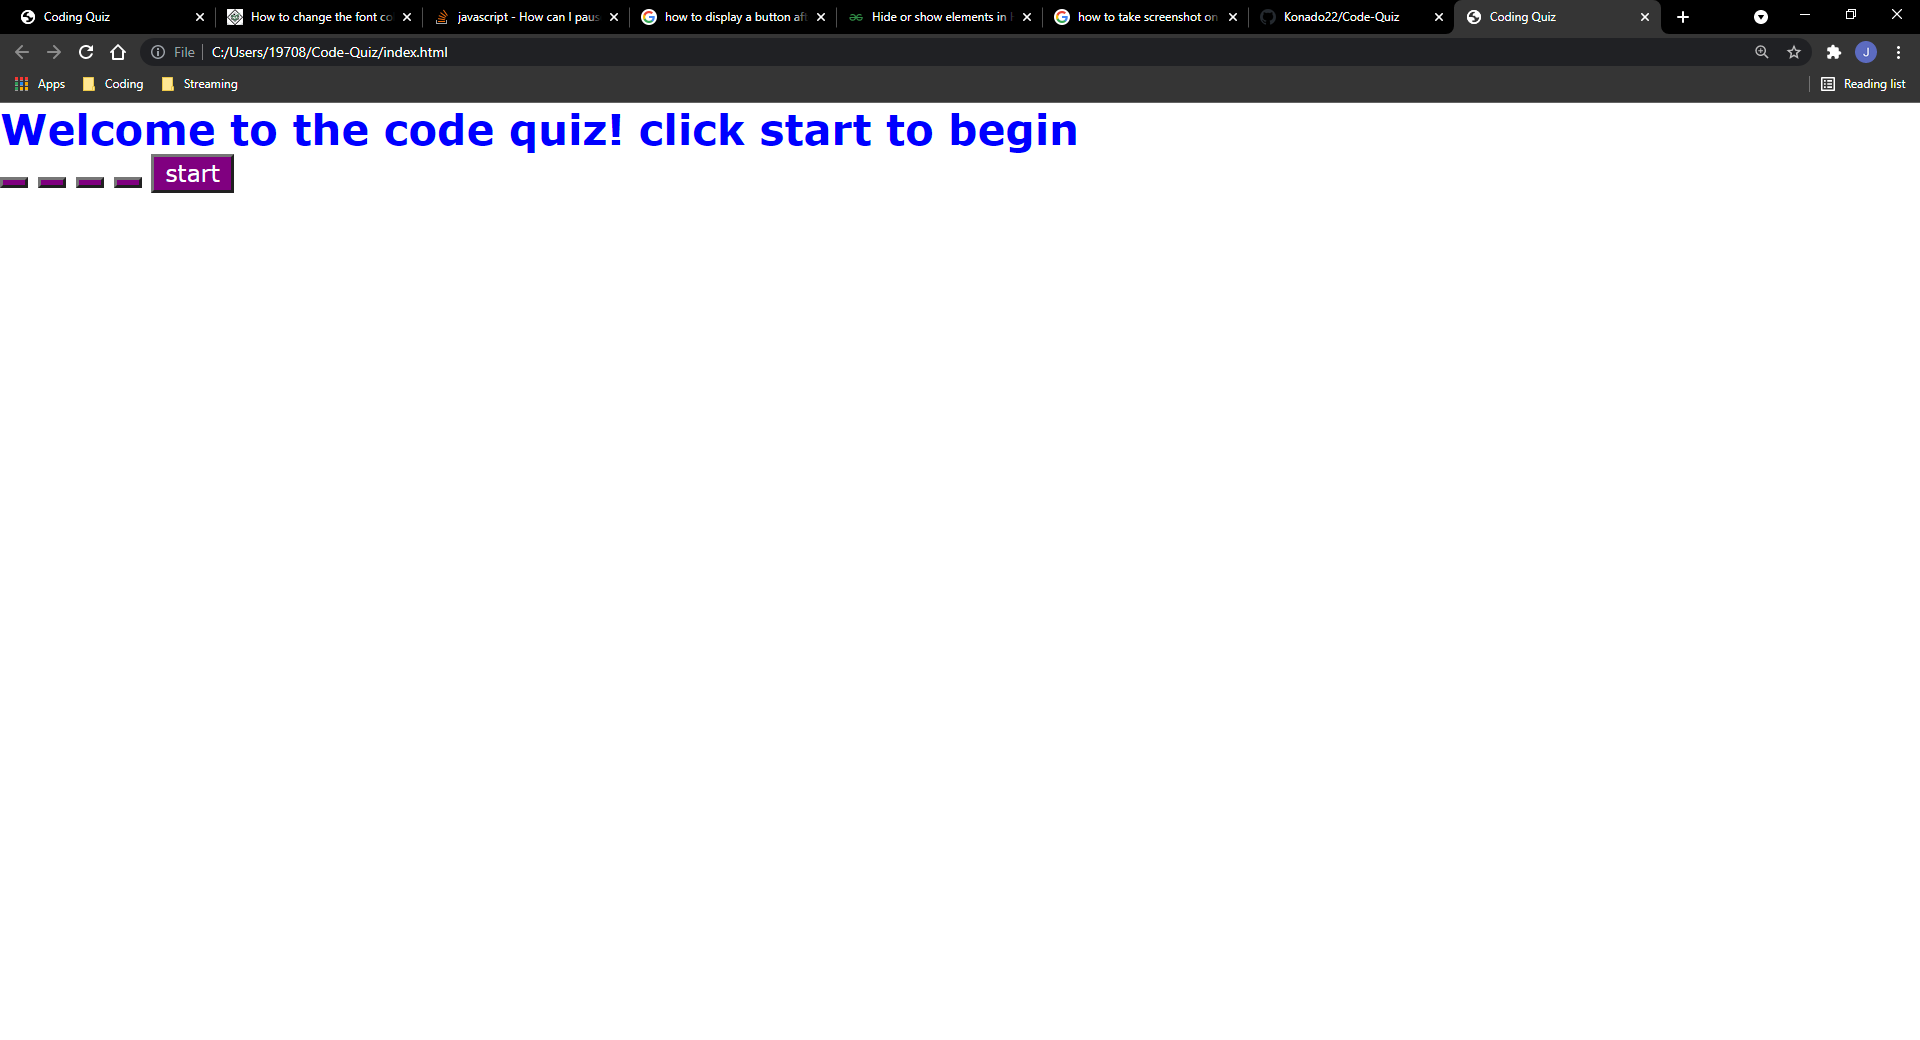 Coding Quiz
How to change the font co
javascript - How can I paus
how to display a button aft
Hide or show elements in
how to take screenshot on
Konado22/Code-Quiz
Coding Quiz
File C:/Users/19708/Code-Quiz/index.html
J
Apps Coding Streaming Reading list
Welcome to the code quiz! click start to begin
start